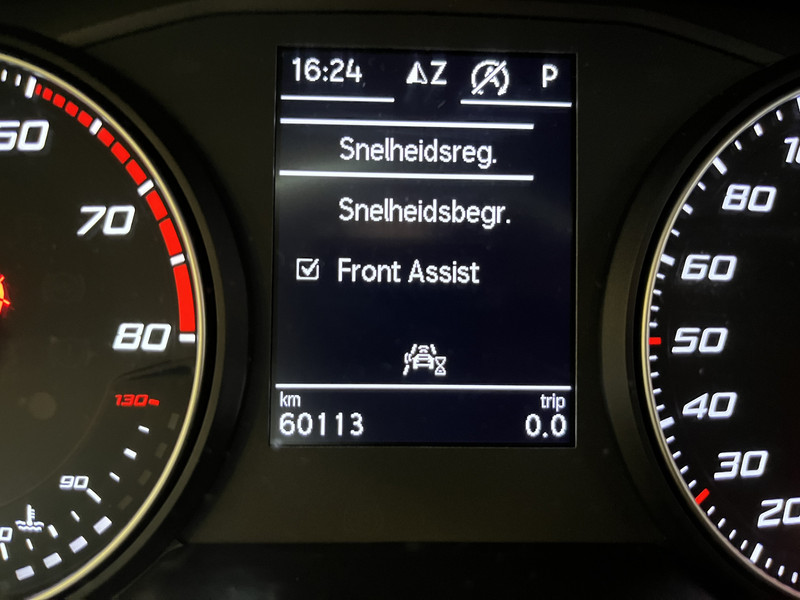 16:24 Z A P
Snelheidsreg.
Snelheidsbegr.
Front Assist
km trip
60113 0.0
60
70
80
130
90
80
60
50
40
30
20